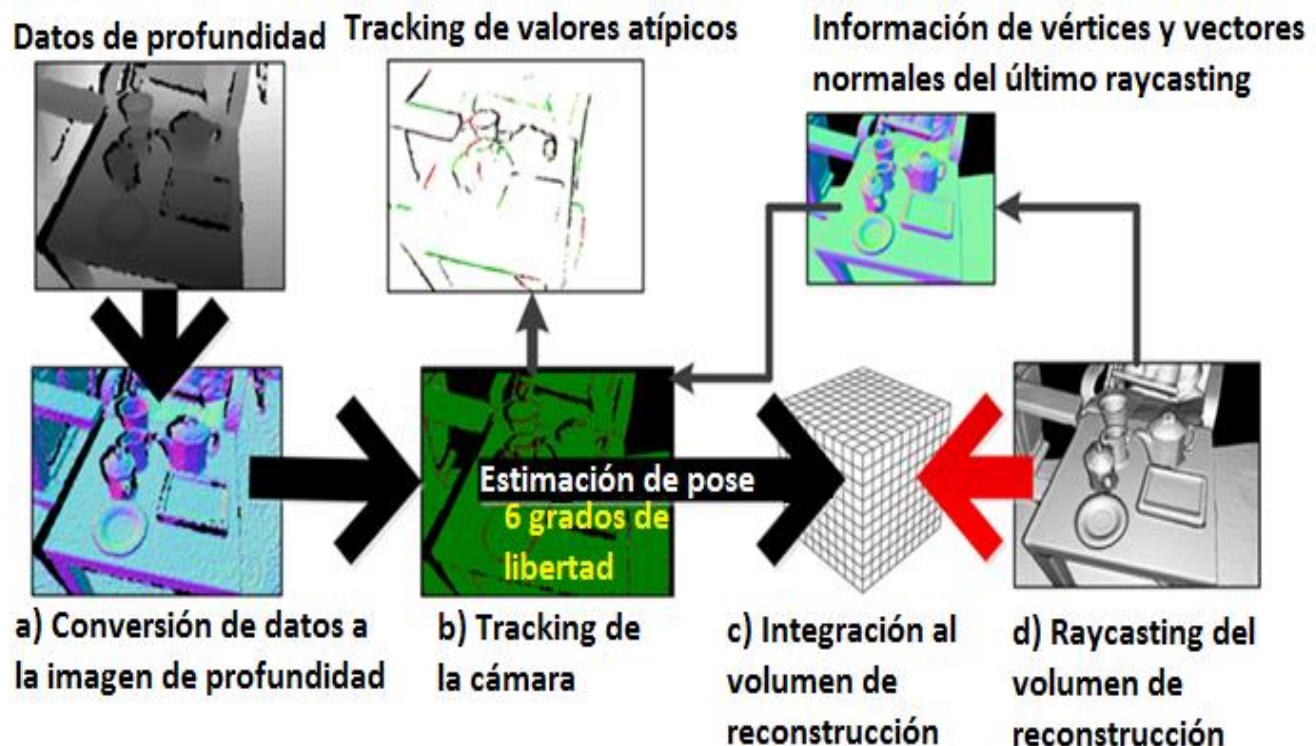 Datos de profundidad
Tracking de valores atípicos
Información de vértices y vectores
normales del último raycasting
Estimación de pose
6 grados de
libertad
a) Conversión de datos a
la imagen de profundidad
b) Tracking de
la cámara
c) Integración al
volumen de
reconstrucción
d) Raycasting del
volumen de
reconstrucción